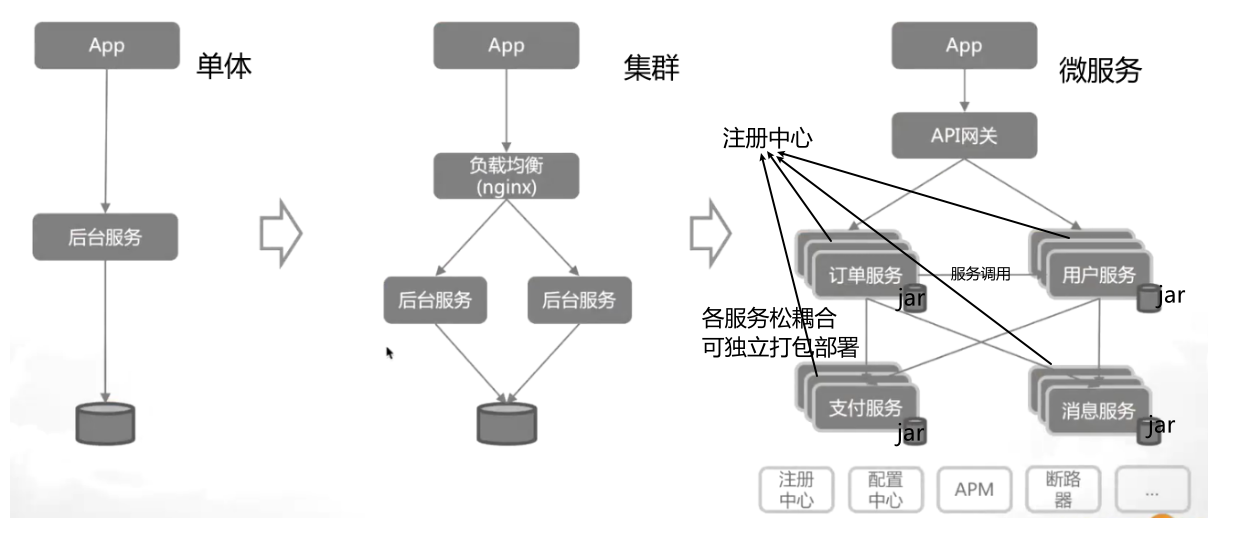 App
单体
后台服务
App
集群
负载均衡
(nginx)
后台服务
后台服务
App
微服务
API网关
注册中心
订单服务
服务调用
用户服务
jar
jar
各服务松耦合
可独立打包部署
支付服务
消息服务
jar
jar
注册
中心
配置
中心
APM
断路
器
...